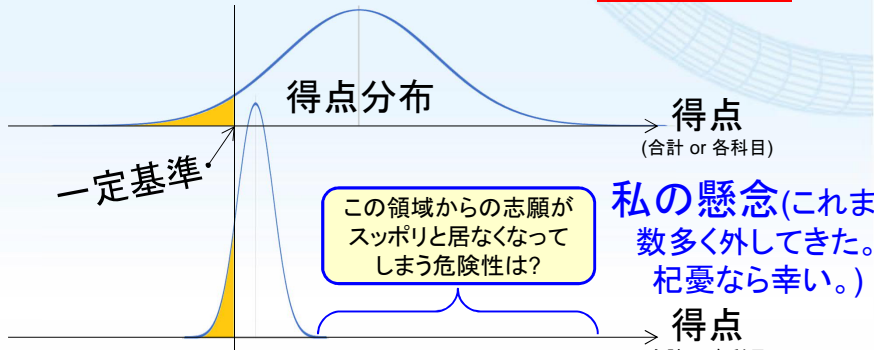 得点分布
得点
(合計 or 各科目)
一定基準
この領域からの志願が
スッポリと居なくなって
しまう危険性は?
私の懸念(これま
数多く外してきた。
杞憂なら幸い。)
得点